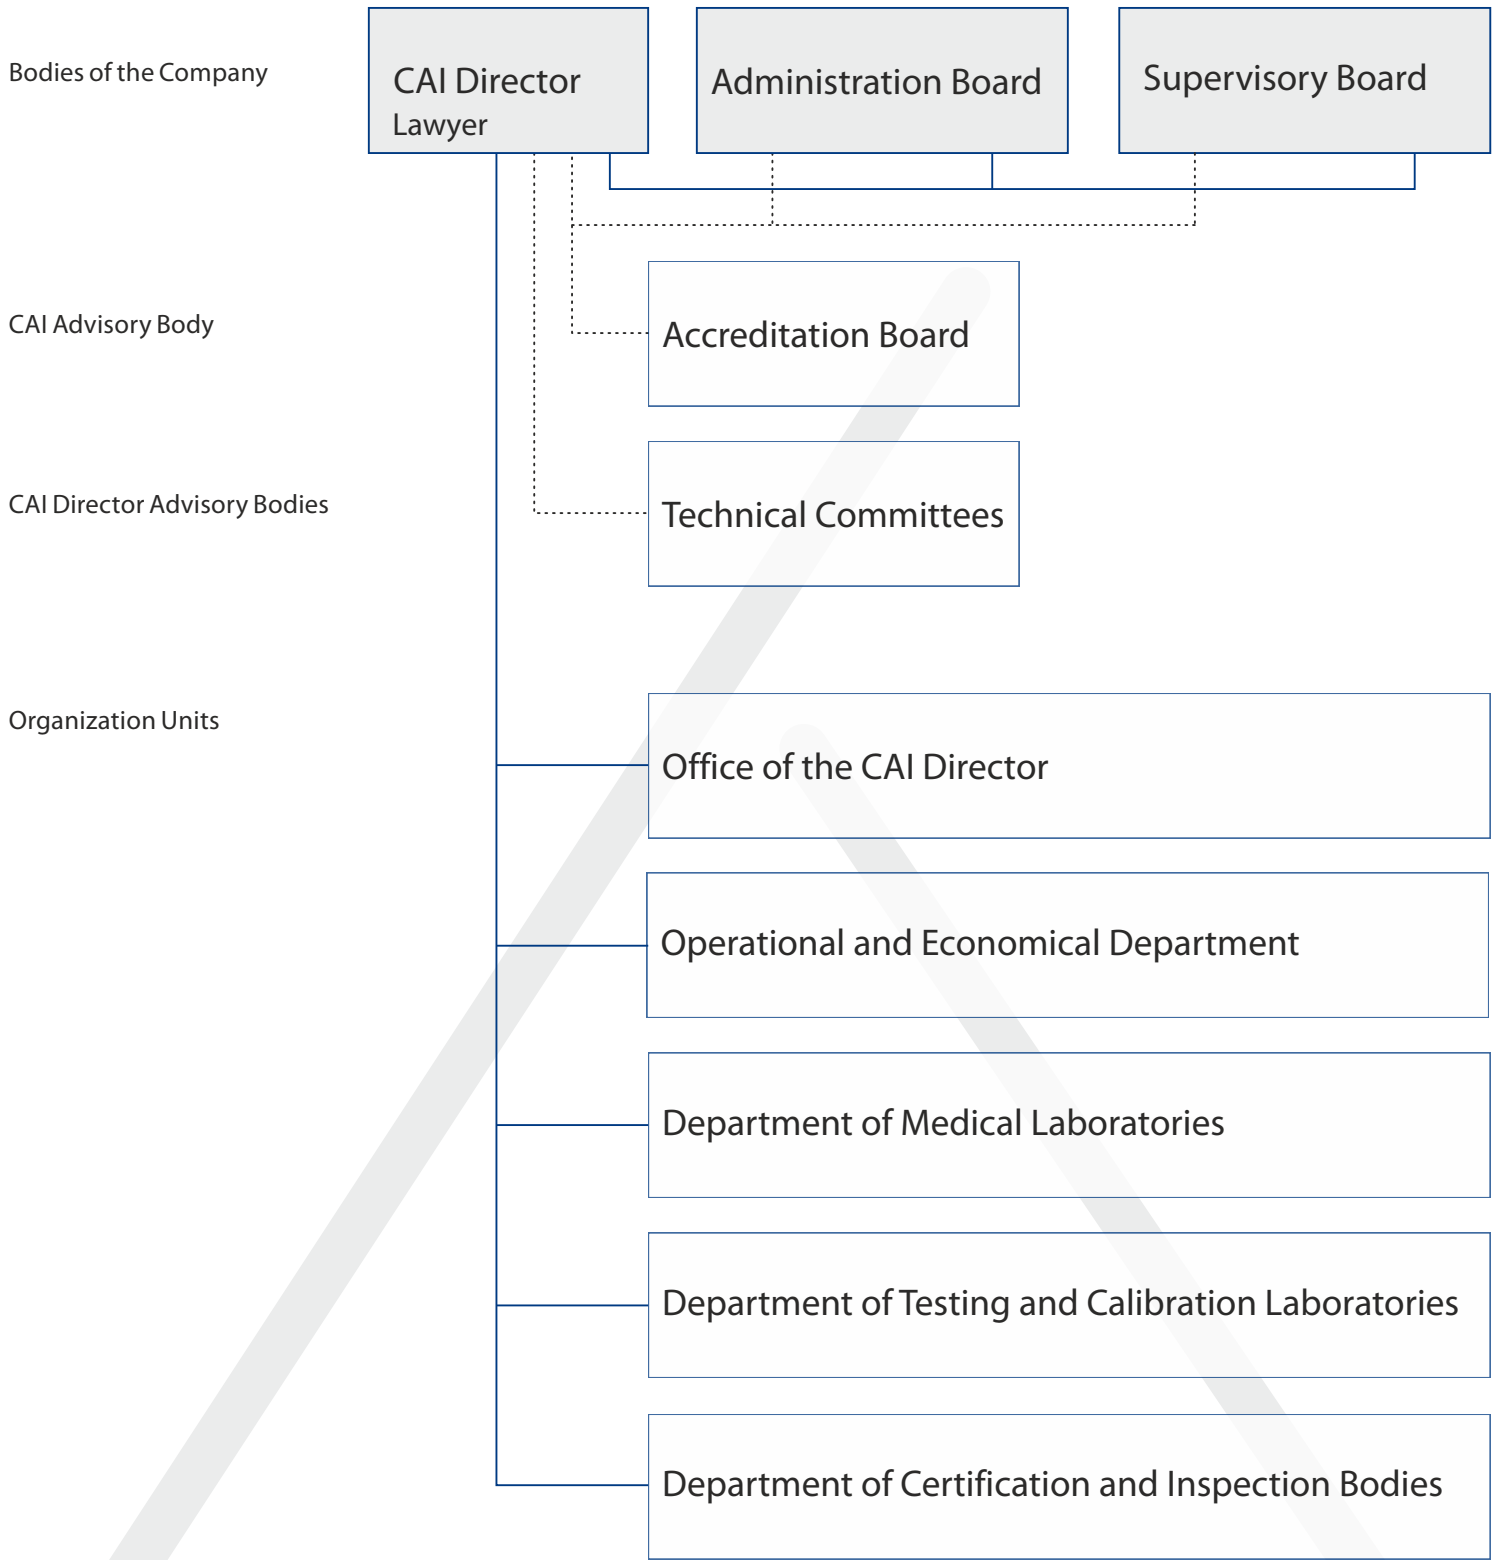 Bodies of the Company
CAI Director
Lawyer
Administration Board
Supervisory Board
CAI Advisory Body
Accreditation Board
CAI Director Advisory Bodies
Technical Committees
Organization Units
Office of the CAI Director
Operational and Economical Department
Department of Medical Laboratories
Department of Testing and Calibration Laboratories
Department of Certification and Inspection Bodies